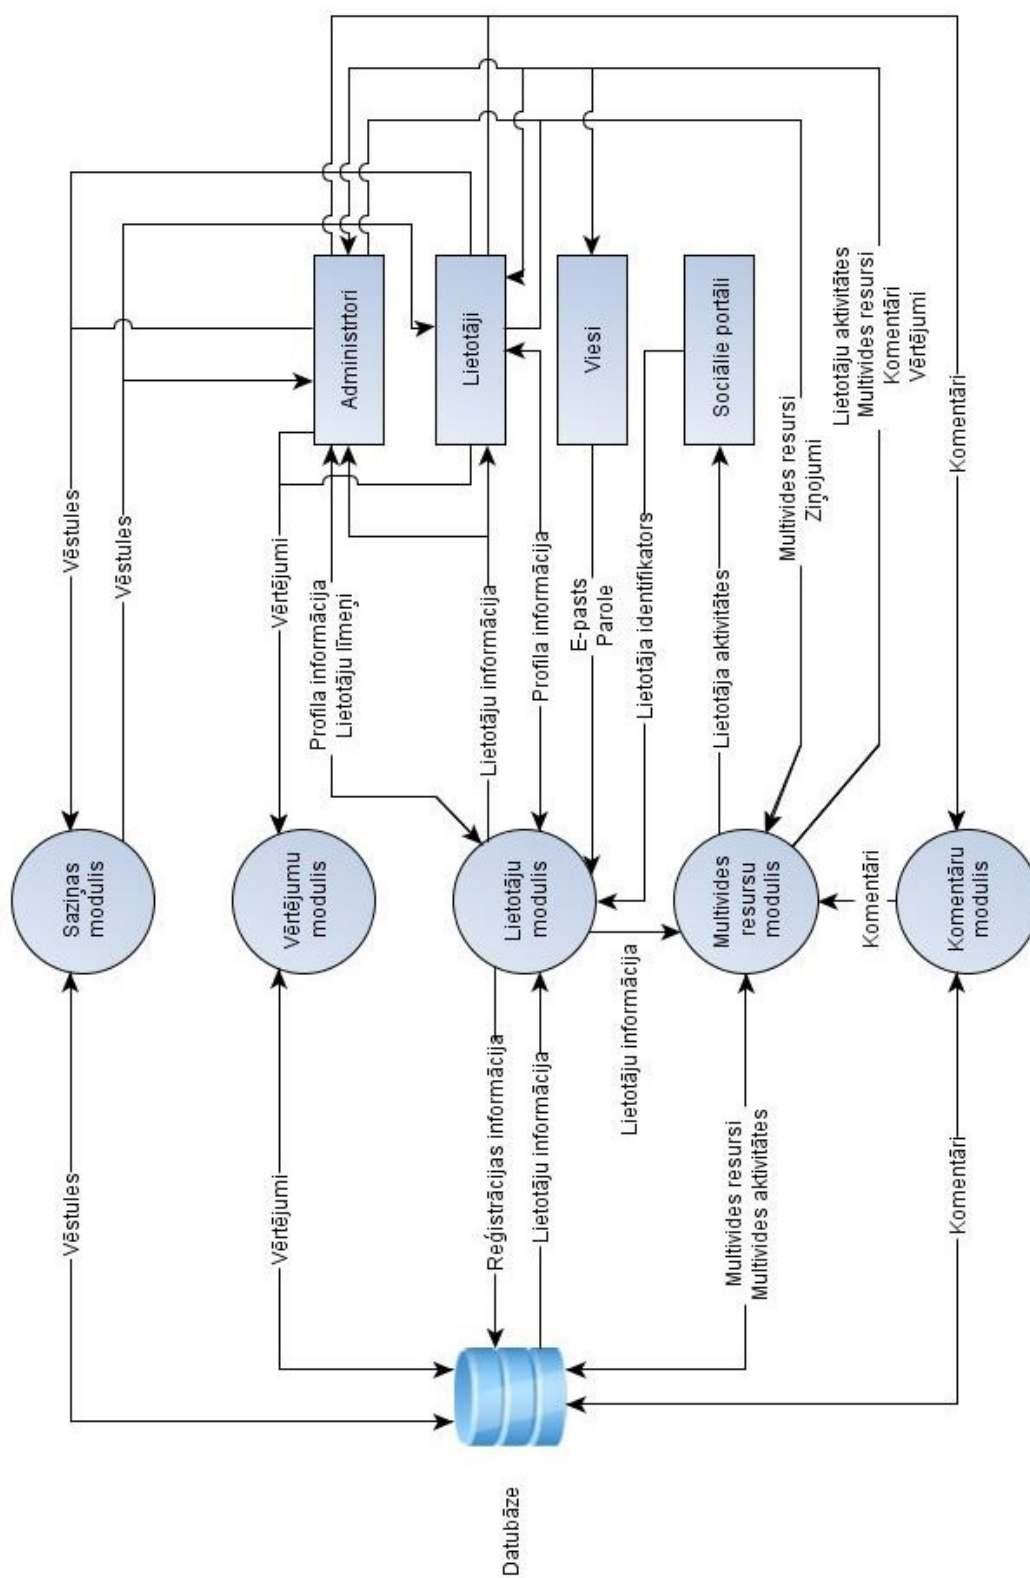 Vēstules
Saziņas
modulis
Vēstules
Vēstules
Vērtējumi
Vērtējumu
modulis
Vērtējumi
Profila informācija
Lietotāju līmeņi
Administrtori
Datubāze
Reģistrācijas informācija
Lietotāju informācija
Lietotāju
modulis
Lietotāju informācija
Profila informācija
Lietotāji
E-pasts
Parole
Viesi
Lietotāju informācija
Lietotāja identifikators
Multivides resursi
Multivides aktivitātes
Multivides
resursu
modulis
Lietotāja aktivitātes
Sociālie portāli
Multivides resursi
Ziņojumi
Lietotāju aktivitātes
Multivides resursi
Komentāri
Vērtējumi
Komentāri
Komentāri
Komentāru
modulis
Komentāri